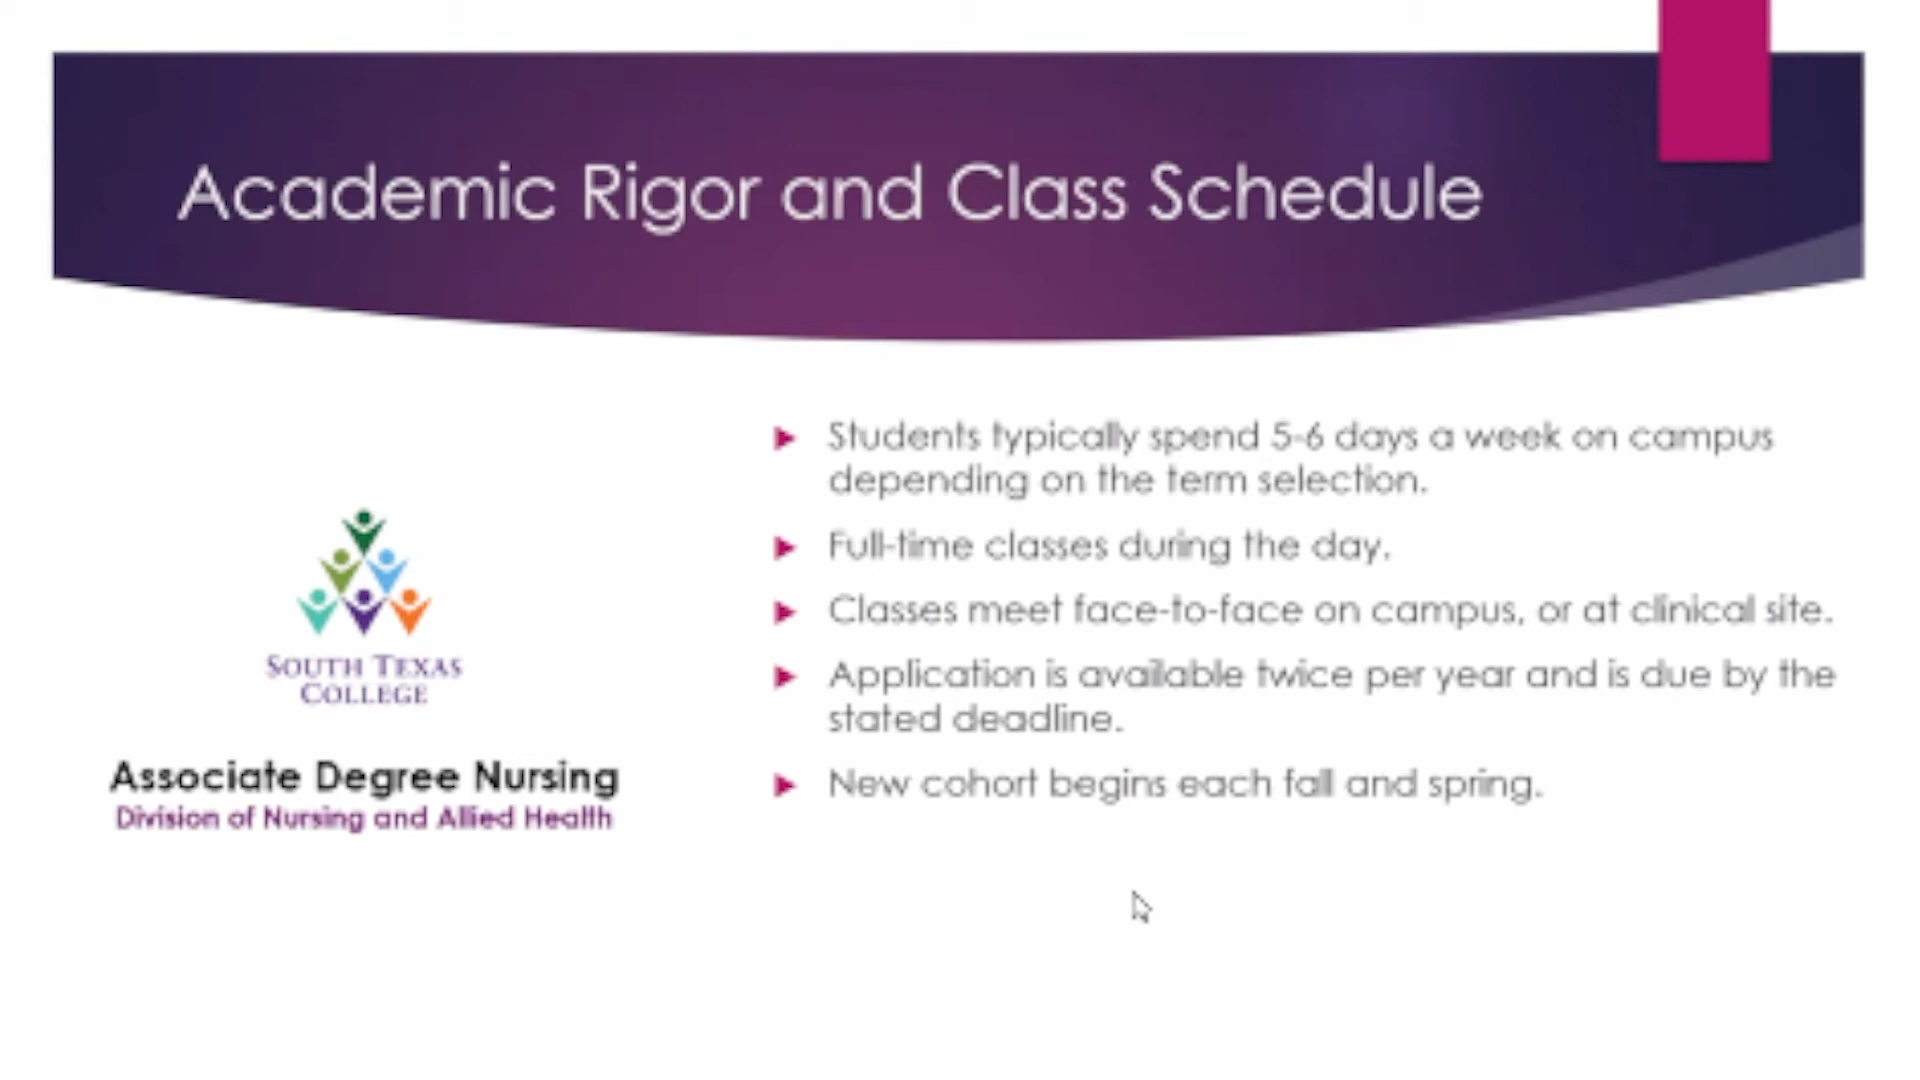 Academic Rigor and Class Schedule
Students typically spend 5-6 days a week on campus
depending on the term selection.
Full-time classes during the day.
Classes meet face-to-face on campus, or at clinical site.
Application is available twice per year and is due by the
stated deadline.
New cohort begins each fall and spring.
SOUTH TEXAS
COLLEGE
Associate Degree Nursing
Division of Nursing and Allied Health